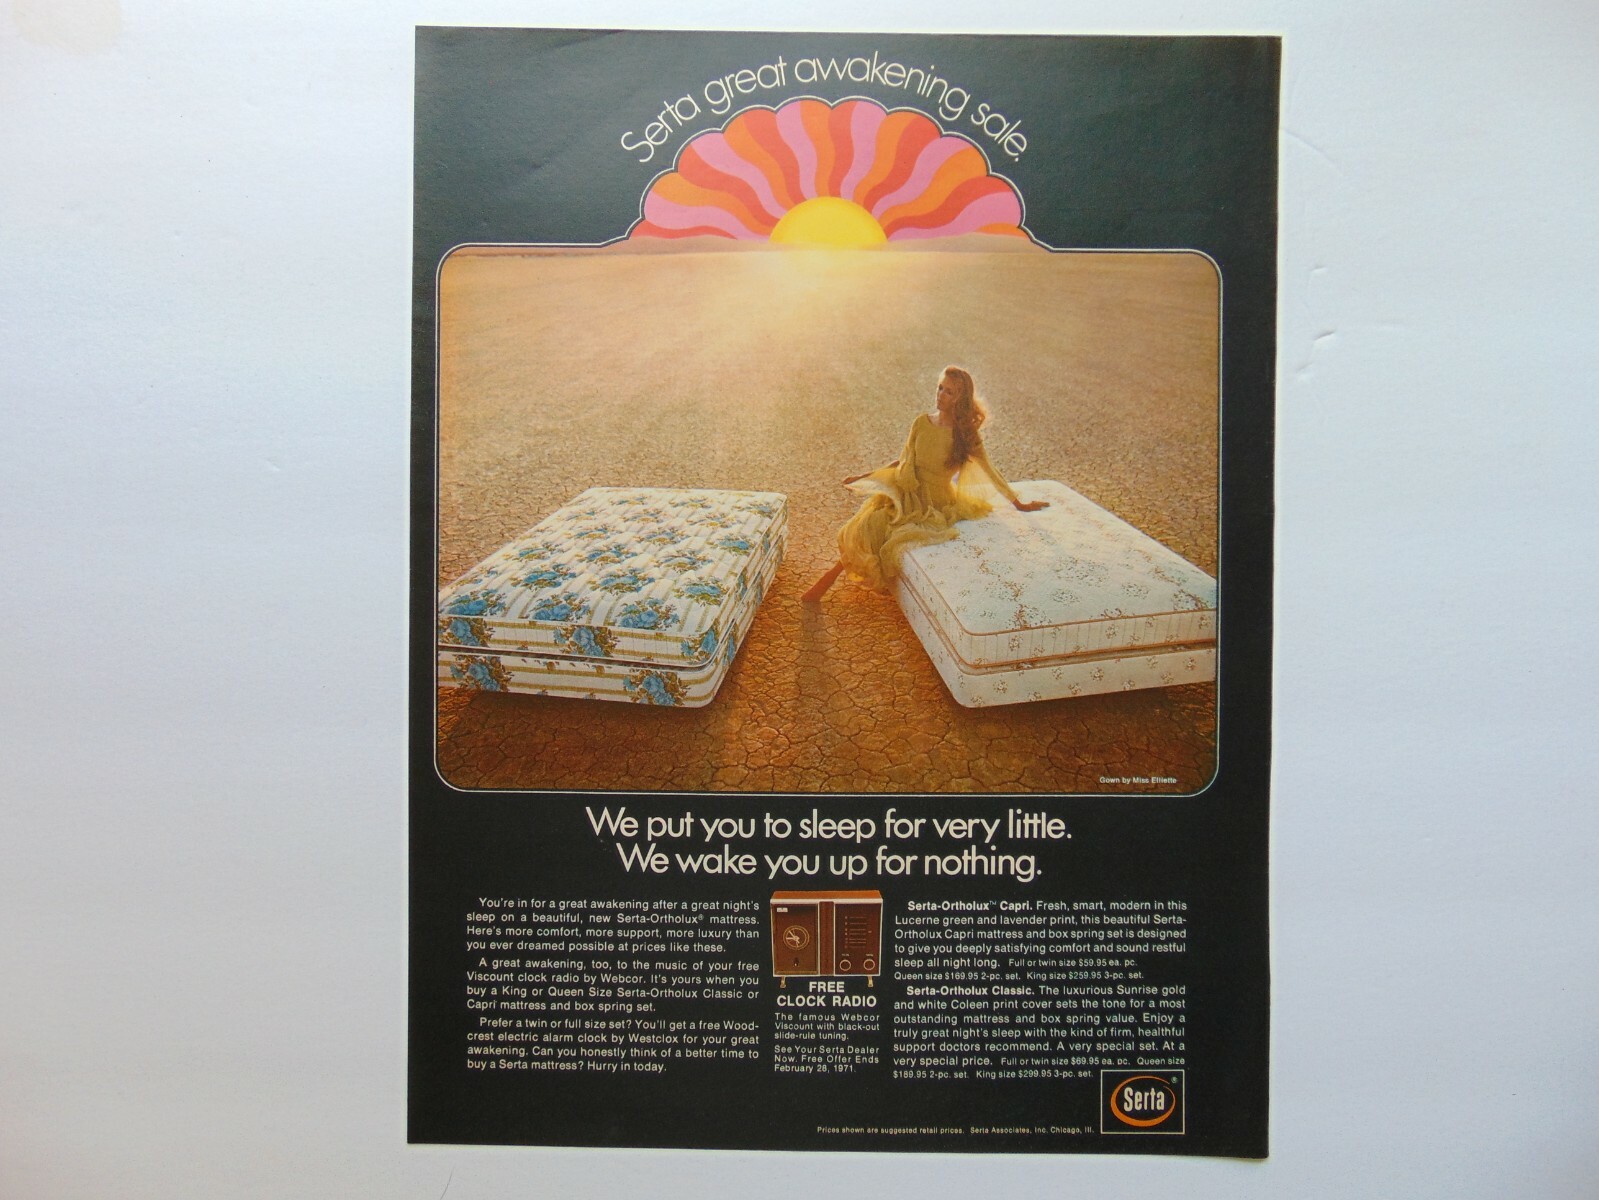 Serta great awakening sale.
Gown by Miss Elliette
We put you to sleep for very little.
We wake you up for nothing.
You're in for a great awakening after a great night's
sleep on a beautiful, new Serta-Ortholux® mattress.
Here's more comfort, more support, more luxury than
you ever dreamed possible at prices like these.
A great awakening, too, to the music of your free
Viscount clock radio by Webcor. It's yours when you
buy a King or Queen Size Serta-Ortholux Classic or
Capri mattress and box spring set.
Prefer a twin or full size set? You'll get a free Wood-
crest electric alarm clock by Westclox for your great
awakening. Can you honestly think of a better time to
buy a Serta mattress? Hurry in today.
FREE
CLOCK RADIO
The famous Webcor
Viscount with black-out
slide-rule tuning.
See Your Serta Dealer
Now. Free Offer Ends
February 28, 1971.
Serta-Ortholux™ Capri. Fresh, smart, modern in this
Lucerne green and lavender print, this beautiful Serta-
Ortholux Capri mattress and box spring set is designed
to give you deeply satisfying comfort and sound restful
sleep all night long. Full or twin size $59.95 ea. pc.
Queen size $169.95 2-pc. set. King size $259.95 3-pc. set.
Serta-Ortholux Classic. The luxurious Sunrise gold
and white Coleen print cover sets the tone for a most
outstanding mattress and box spring value. Enjoy a
truly great night's sleep with the kind of firm, healthful
support doctors recommend. A very special set. At a
very special price. Full or twin size $69.95 ea. pc. Queen size
$189.95 2-pc. set. King size $299.95 3-pc. set.
Serta®
Prices shown are suggested retail prices. Serta Associates, Inc. Chicago, Ill.